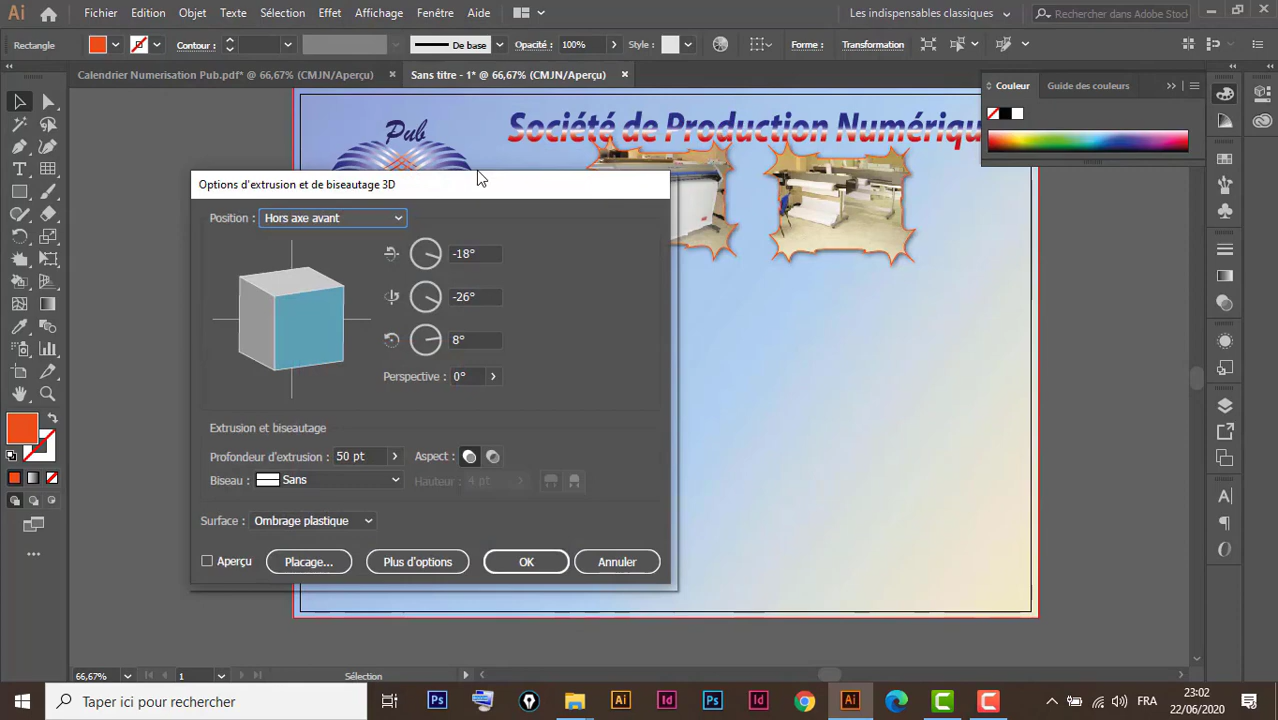 Ai Fichier Edition Objet Texte Sélection Effet Affichage Fenêtre Aide Les indispensables classiques Rechercher dans Adobe Stock
Rectangle Contour : De base Opacité : 100% Style : Forme : Transformation
Calendrier Numerisation Pub.pdf* @ 66,67% (CMJN/Aperçu) × Sans titre - 1* @ 66,67% (CMJN/Aperçu) ×
Couleur Guide des couleurs
Pub Société de Production Numériqu
Options d'extrusion et de biseautage 3D
Position : Hors axe avant
-18°
-26°
8°
Perspective : 0°
Extrusion et biseautage
Profondeur d'extrusion : 50 pt Aspect :
Biseau : Sans Hauteur : 4 pt
Surface : Ombrage plastique
Aperçu Placage... Plus d'options OK Annuler
66,67% 1 Sélection
Taper ici pour rechercher Ps Ai Id Ps Id Ai FRA 23:02
22/06/2020